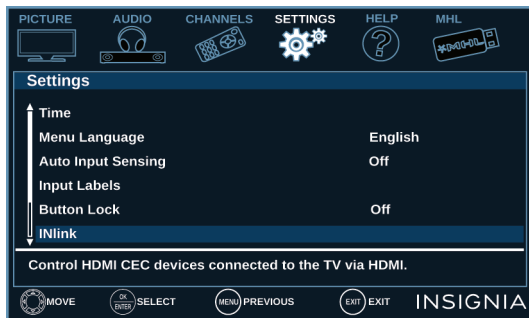 PICTURE AUDIO CHANNELS SETTINGS HELP MHL
MHL
Settings
Time
Menu Language English
Auto Input Sensing Off
Input Labels
Button Lock Off
INlink
Control HDMI CEC devices connected to the TV via HDMI.
MOVE OK ENTER SELECT MENU PREVIOUS EXIT EXIT INSIGNIA